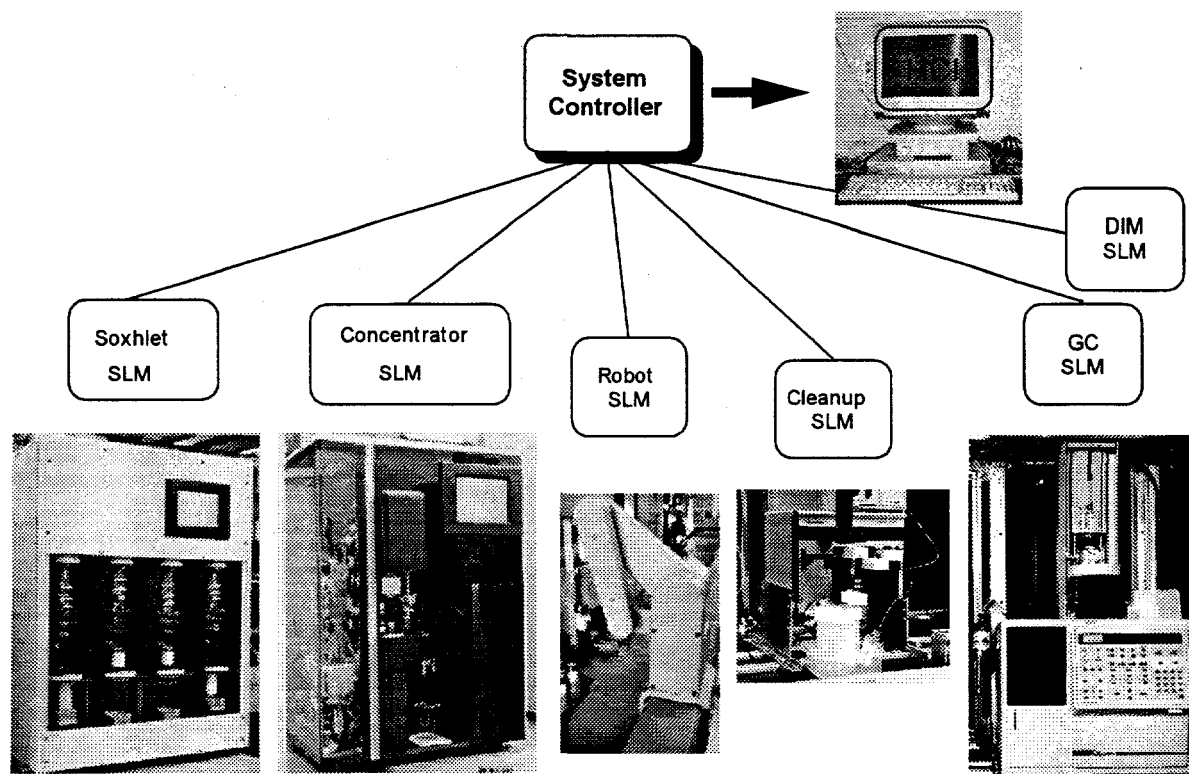 System
Controller
DIM
SLM
Soxhlet
SLM
Concentrator
SLM
Robot
SLM
Cleanup
SLM
GC
SLM